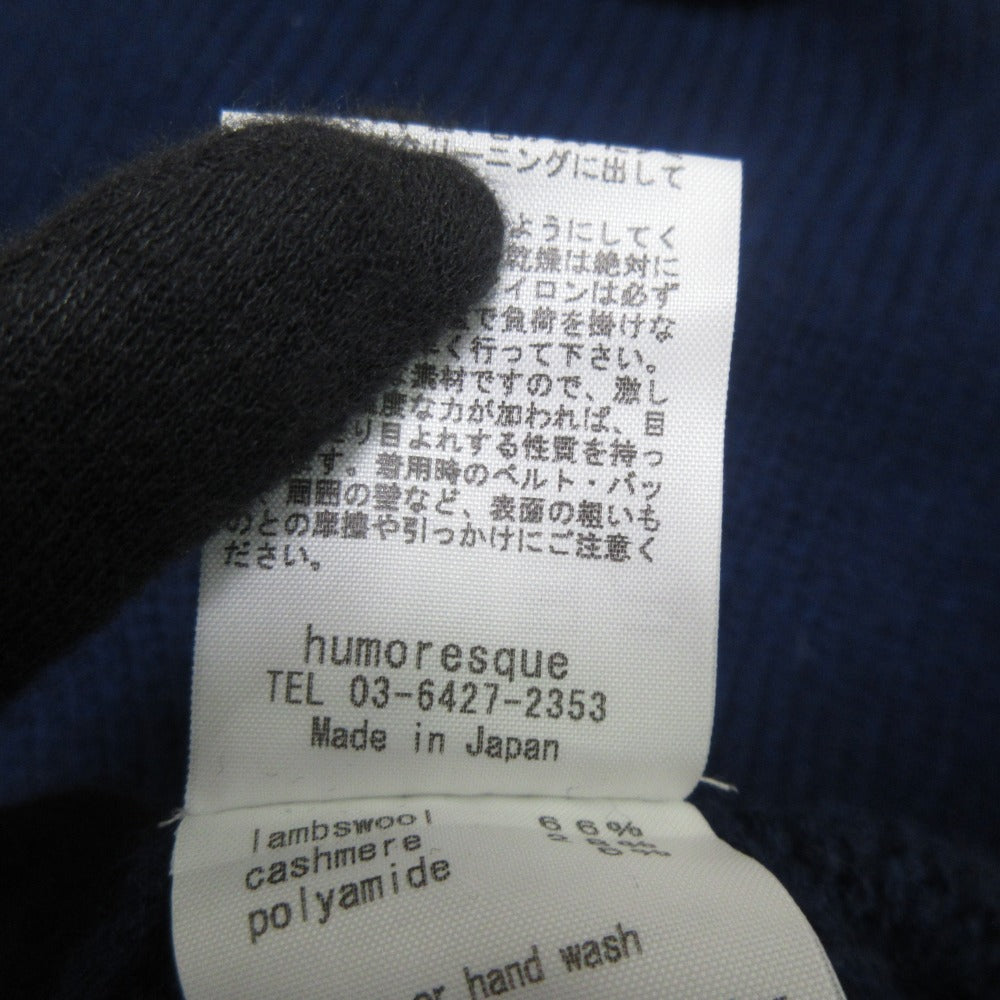 クリーニングに出して
ようにしてく
乾燥は絶対に
イロンは必ず
で負荷を掛けな
く行って下さい。
素材ですので、激し
度な力が加われば、目
り目よれする性質を持っ
す。着用時のベルト・バッ
周囲の壁など、表面の粗いも
のとの摩擦や引っかけにご注意く
ださい。
humoresque
TEL 03-6427-2353
Made in Japan
lambswool 66%
cashmere
polyamide
or hand wash